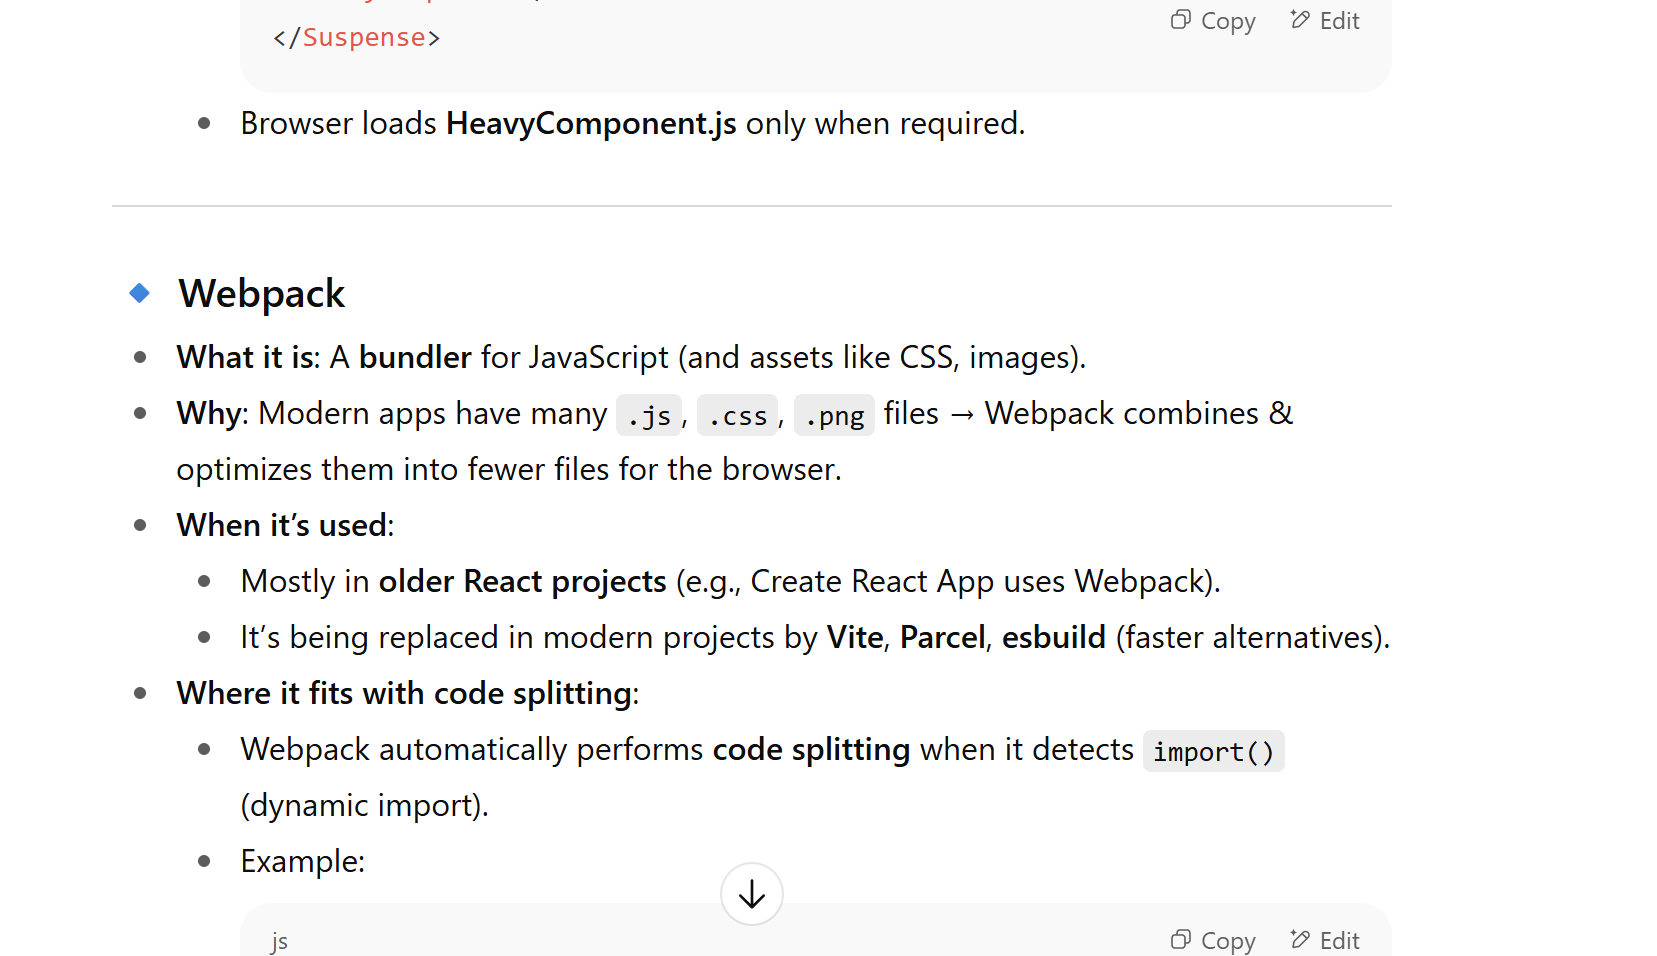 Copy Edit
</Suspense>
Browser loads HeavyComponent.js only when required.
Webpack
What it is: A bundler for JavaScript (and assets like CSS, images).
Why: Modern apps have many .js, .css, .png files → Webpack combines &
optimizes them into fewer files for the browser.
When it’s used:
Mostly in older React projects (e.g., Create React App uses Webpack).
It’s being replaced in modern projects by Vite, Parcel, esbuild (faster alternatives).
Where it fits with code splitting:
Webpack automatically performs code splitting when it detects import()
(dynamic import).
Example:
js Copy Edit